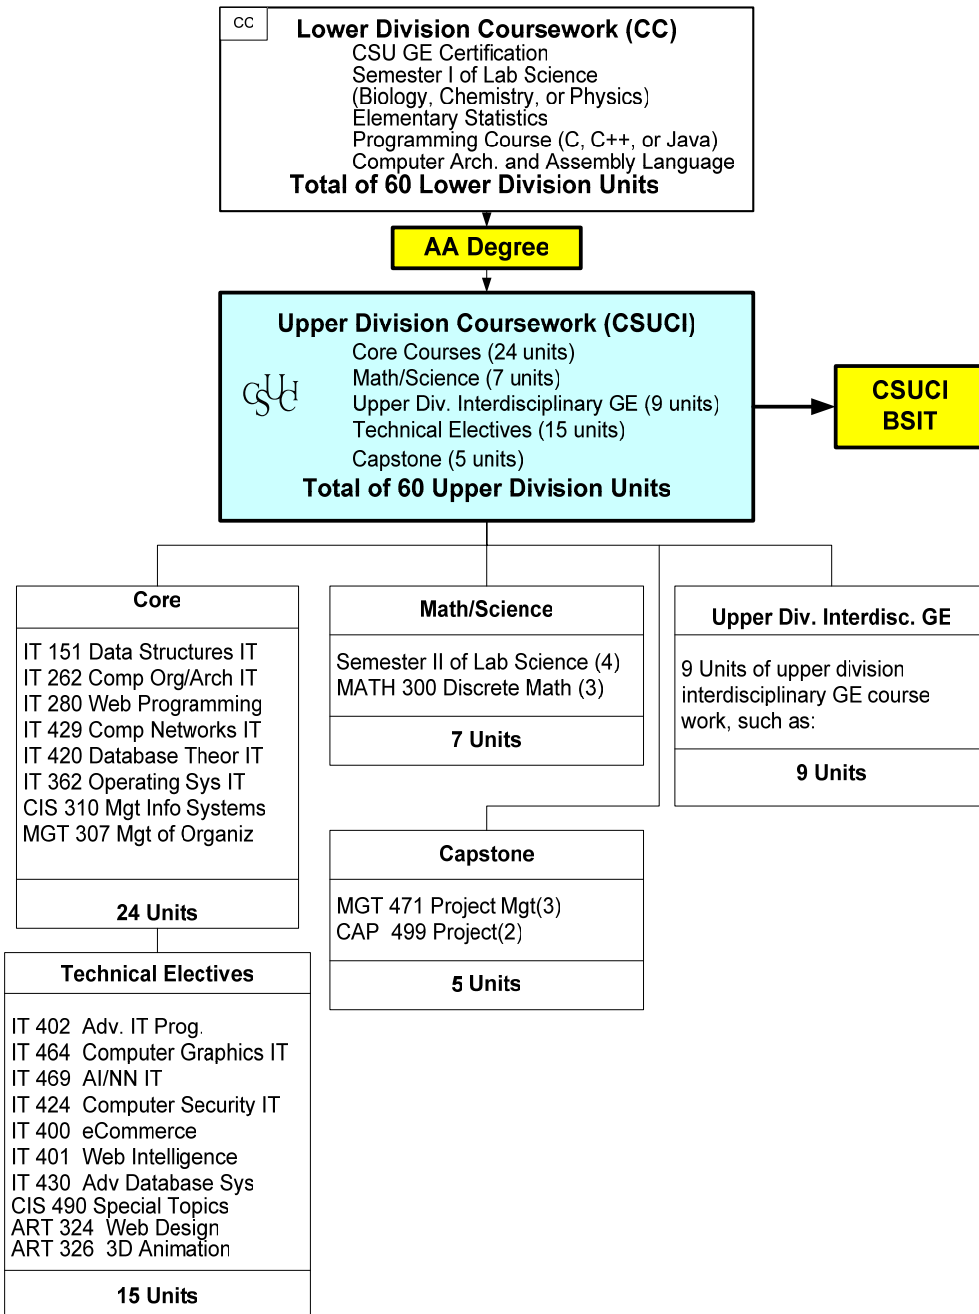 CC
Lower Division Coursework (CC)
CSU GE Certification
Semester I of Lab Science
(Biology, Chemistry, or Physics)
Elementary Statistics
Programming Course (C, C++, or Java)
Computer Arch. and Assembly Language
Total of 60 Lower Division Units
AA Degree
Upper Division Coursework (CSUCI)
Core Courses (24 units)
Math/Science (7 units)
CSUCI
Upper Div. Interdisciplinary GE (9 units)
Technical Electives (15 units)
Capstone (5 units)
Total of 60 Upper Division Units
CSUCI
BSIT
Core
IT 151 Data Structures IT
IT 262 Comp Org/Arch IT
IT 280 Web Programming
IT 429 Comp Networks IT
IT 420 Database Theor IT
IT 362 Operating Sys IT
CIS 310 Mgt Info Systems
MGT 307 Mgt of Organiz
24 Units
Math/Science
Semester II of Lab Science (4)
MATH 300 Discrete Math (3)
7 Units
Upper Div. Interdisc. GE
9 Units of upper division
interdisciplinary GE course
work, such as:
9 Units
Capstone
MGT 471 Project Mgt(3)
CAP  499 Project(2)
5 Units
Technical Electives
IT 402  Adv. IT Prog.
IT 464  Computer Graphics IT
IT 469  AI/NN IT
IT 424  Computer Security IT
IT 400  eCommerce
IT 401  Web Intelligence
IT 430  Adv Database Sys
CIS 490 Special Topics
ART 324  Web Design
ART 326  3D Animation
15 Units